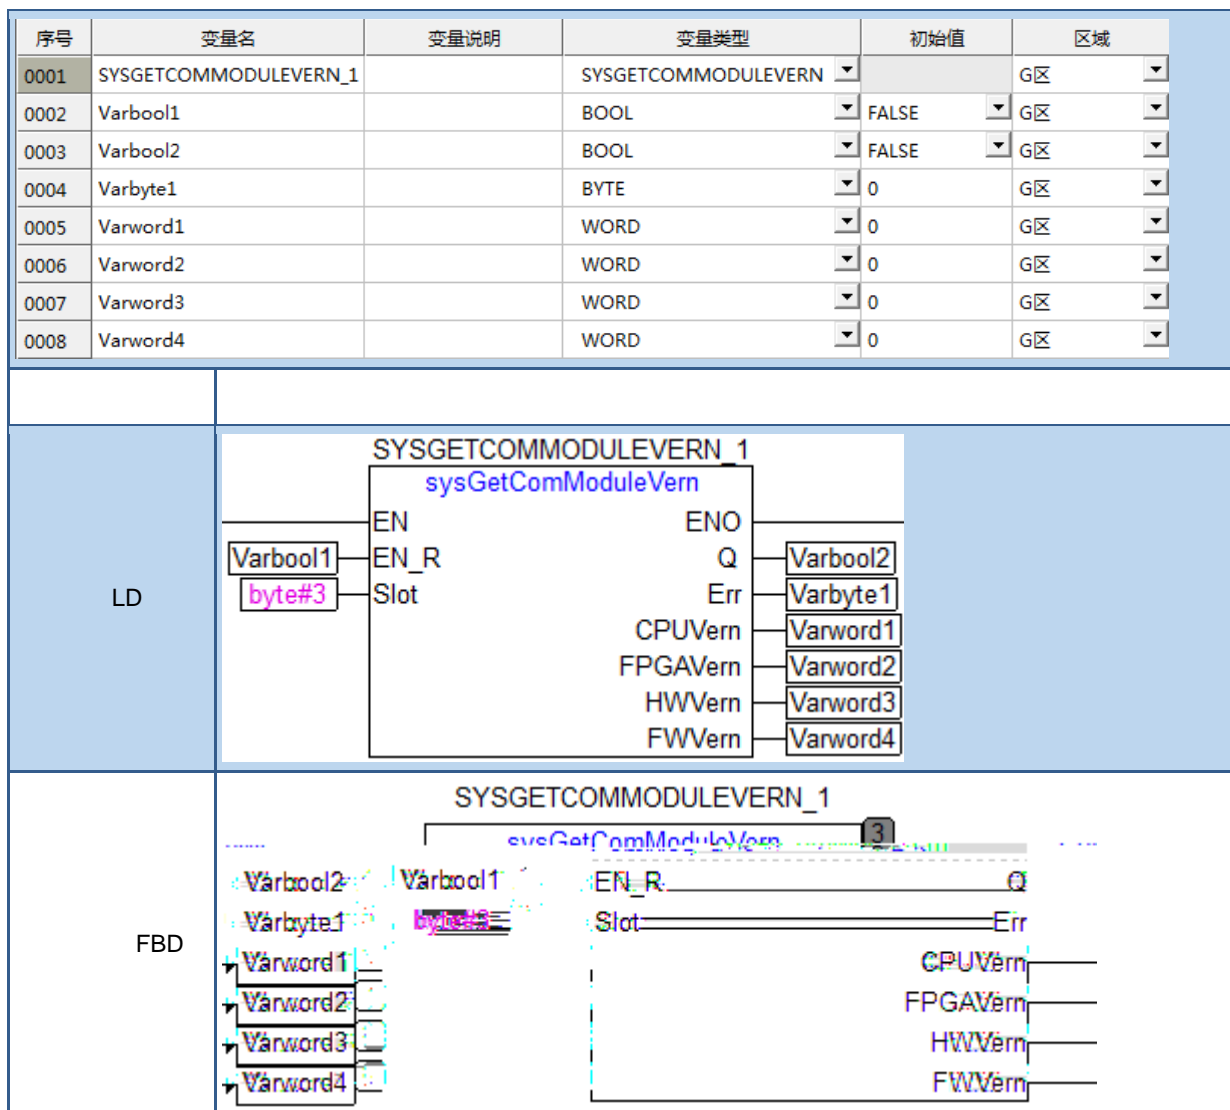 序号 变量名 变量说明 变量类型 初始值 区域
0001 SYSGETCOMMODULEVERN_1 SYSGETCOMMODULEVERN G区
0002 Varbool1 BOOL FALSE G区
0003 Varbool2 BOOL FALSE G区
0004 Varbyte1 BYTE 0 G区
0005 Varword1 WORD 0 G区
0006 Varword2 WORD 0 G区
0007 Varword3 WORD 0 G区
0008 Varword4 WORD 0 G区
LD
SYSGETCOMMODULEVERN_1
sysGetComModuleVern
EN ENO
Varbool1 EN_R Q Varbool2
byte#3 Slot Err Varbyte1
CPUVern Varword1
FPGAVern Varword2
HWVern Varword3
FWVern Varword4
FBD
SYSGETCOMMODULEVERN_1
sysGetComModuleVern 3
Varbool2 Varbool1 EN_R Q
Varbyte1 byte#3 Slot Err
Varword1 CPUVern
Varword2 FPGAVern
Varword3 HWVern
Varword4 FWVern